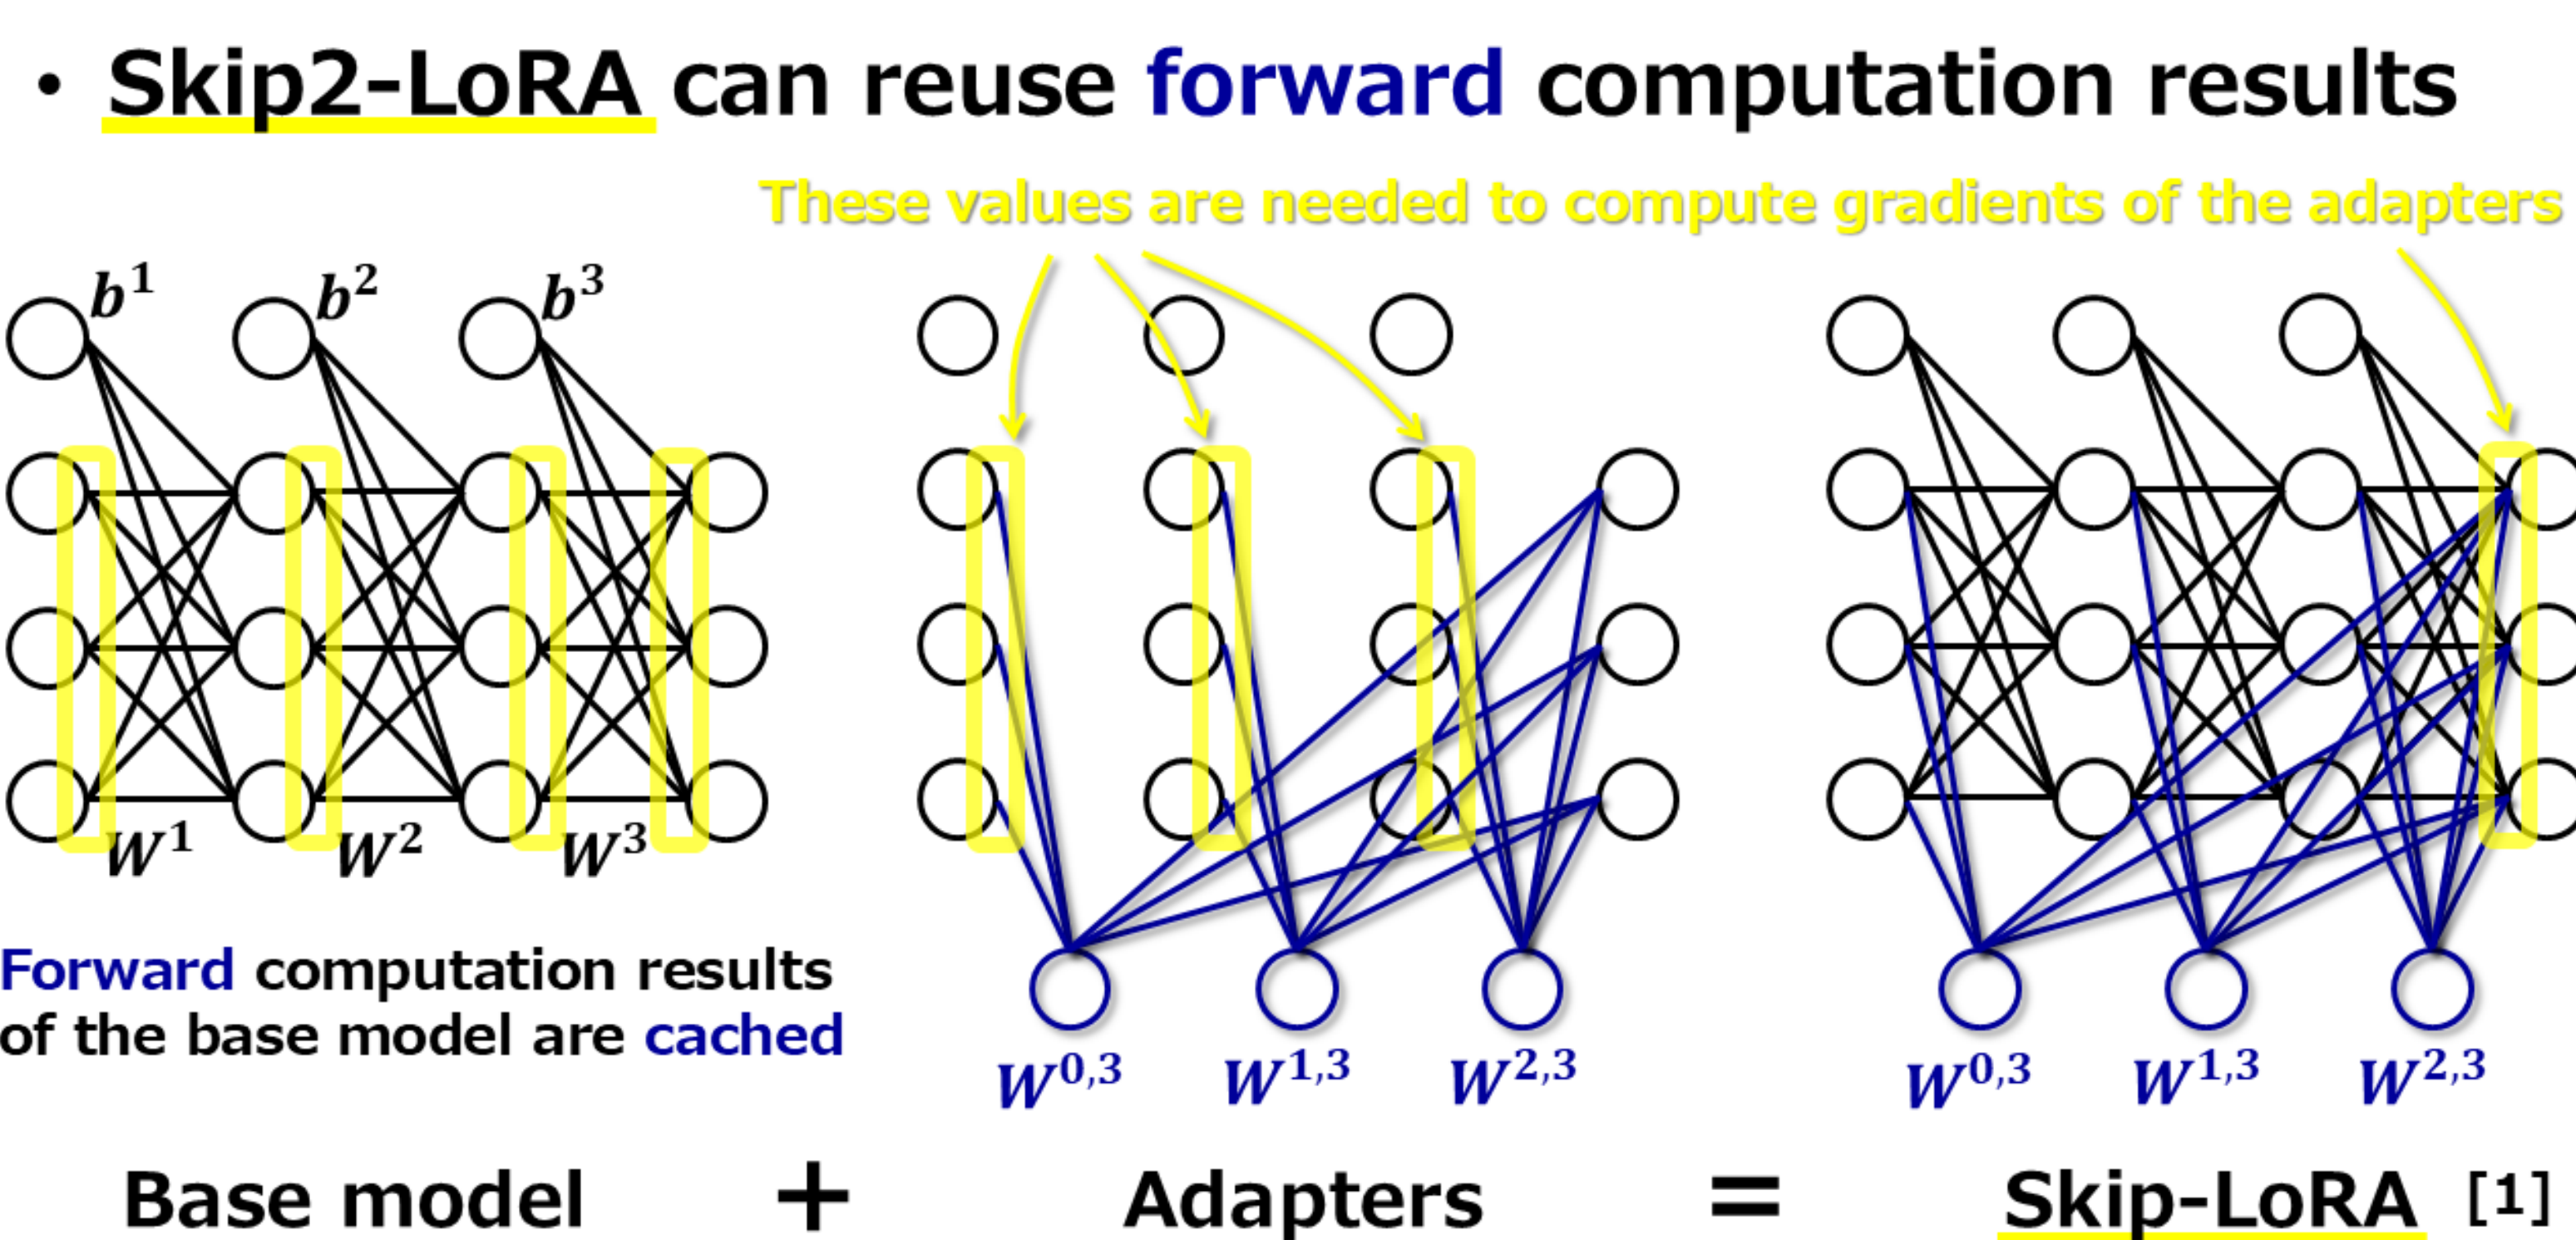 • Skip2-LoRA can reuse forward computation results
These values are needed to compute gradients of the adapters
b¹ b² b³
W¹ W² W³
Forward computation results
of the base model are cached
W⁰,³ W¹,³ W²,³ W⁰,³ W¹,³ W²,³
Base model + Adapters = Skip-LoRA [1]